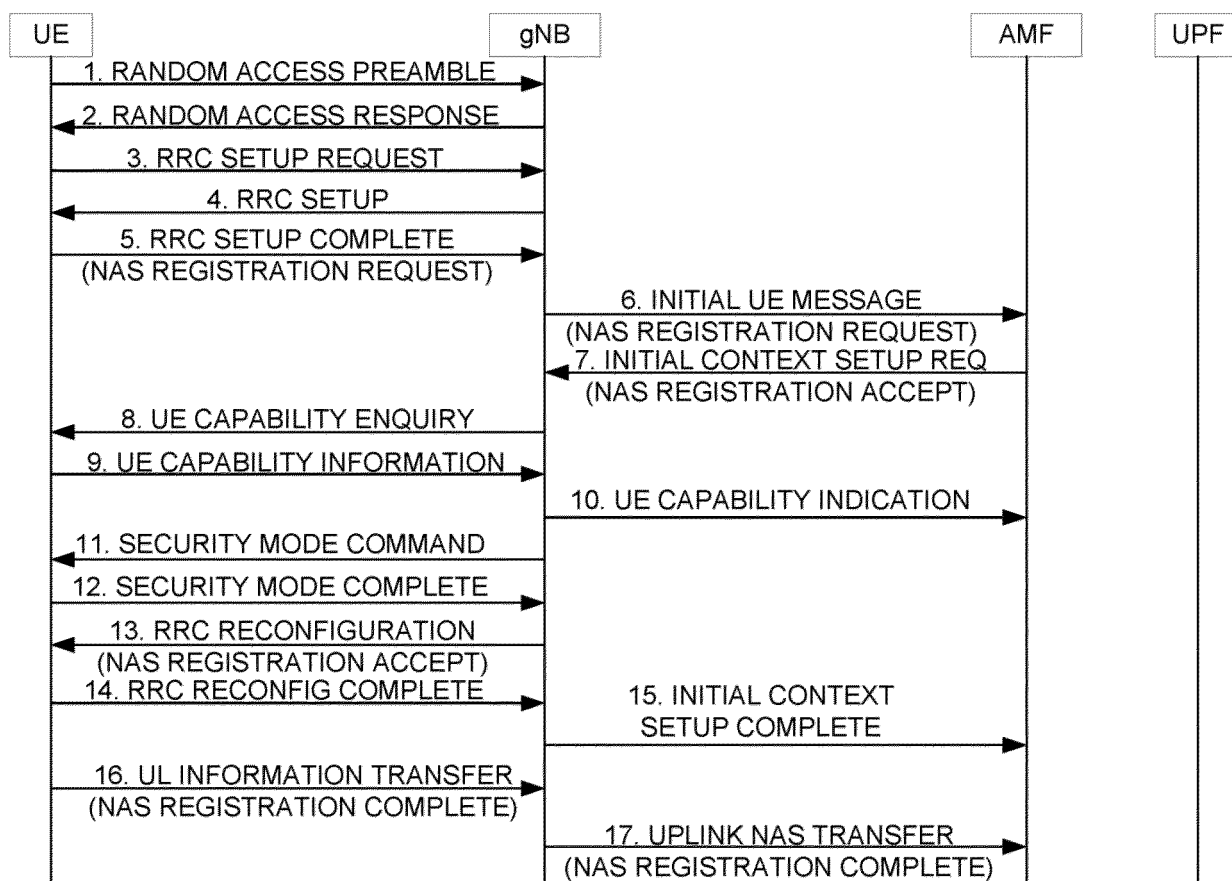 UE gNB AMF UPF
1. RANDOM ACCESS PREAMBLE
2. RANDOM ACCESS RESPONSE
3. RRC SETUP REQUEST
4. RRC SETUP
5. RRC SETUP COMPLETE
(NAS REGISTRATION REQUEST)
6. INITIAL UE MESSAGE
(NAS REGISTRATION REQUEST)
7. INITIAL CONTEXT SETUP REQ
(NAS REGISTRATION ACCEPT)
8. UE CAPABILITY ENQUIRY
9. UE CAPABILITY INFORMATION
10. UE CAPABILITY INDICATION
11. SECURITY MODE COMMAND
12. SECURITY MODE COMPLETE
13. RRC RECONFIGURATION
(NAS REGISTRATION ACCEPT)
14. RRC RECONFIG COMPLETE
15. INITIAL CONTEXT
SETUP COMPLETE
16. UL INFORMATION TRANSFER
(NAS REGISTRATION COMPLETE)
17. UPLINK NAS TRANSFER
(NAS REGISTRATION COMPLETE)